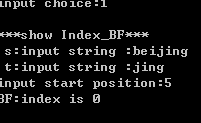 input choice:1
***show Index_BF***
s:input string :beijing
t:input string :jing
input start position:5
BF:index is 0